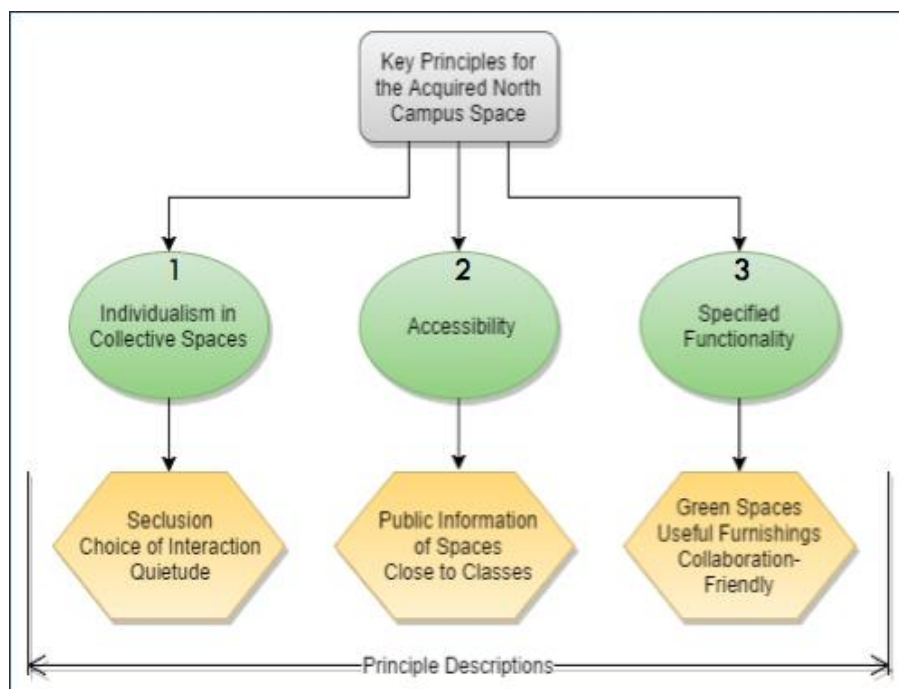 Key Principles for
the Acquired North
Campus Space
1
Individualism in
Collective Spaces
2
Accessibility
3
Specified
Functionality
Seclusion
Choice of Interaction
Quietude
Public Information
of Spaces
Close to Classes
Green Spaces
Useful Furnishings
Collaboration-
Friendly
Principle Descriptions